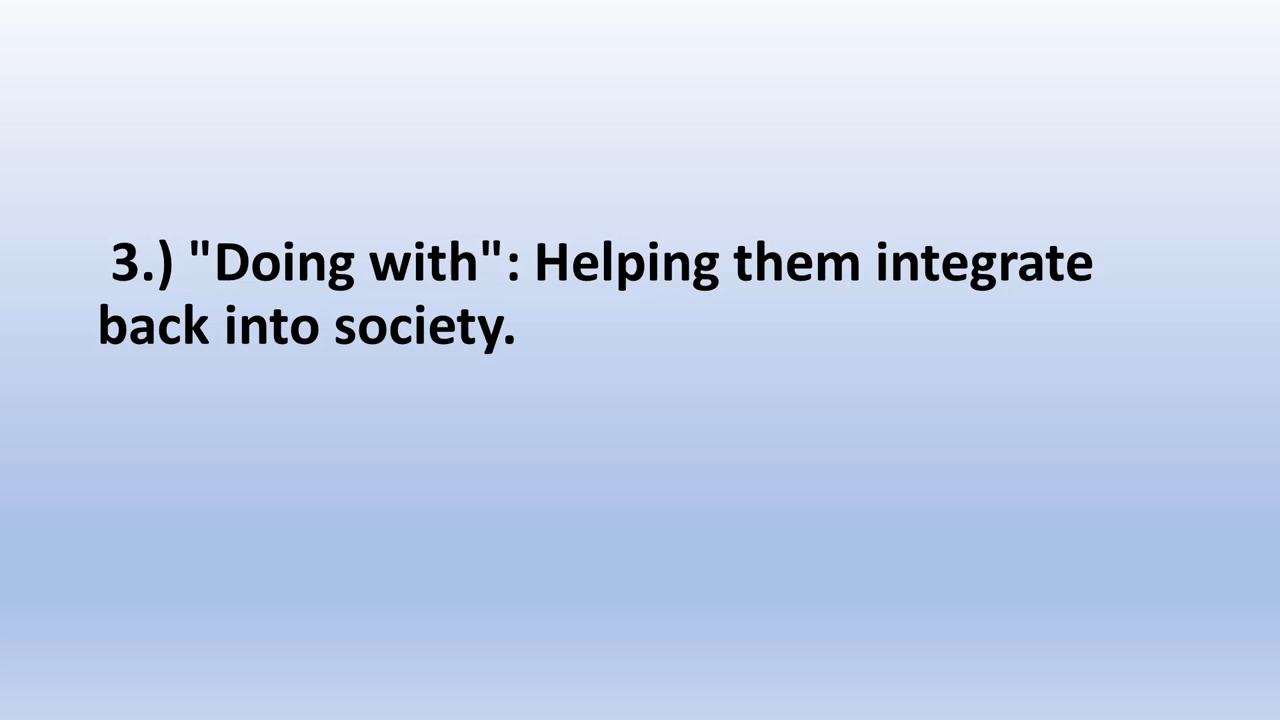 3.) "Doing with": Helping them integrate
back into society.